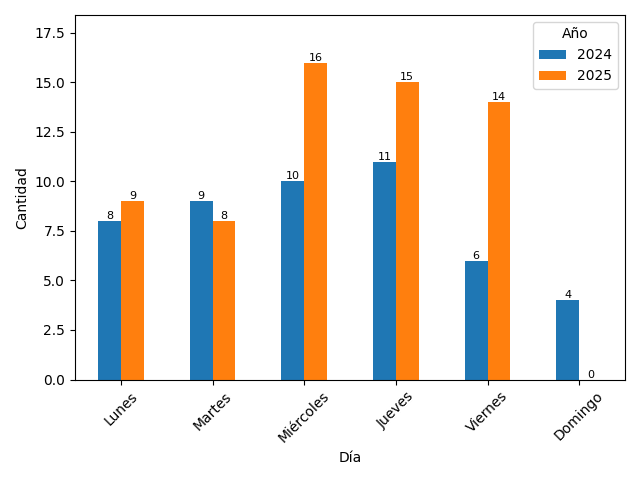 17.5
15.0
12.5
10.0
7.5
5.0
2.5
0.0
Cantidad
Año
2024
2025
8
9
9
8
10
16
11
15
6
14
4
0
Lunes
Martes
Miércoles
Jueves
Viernes
Domingo
Día